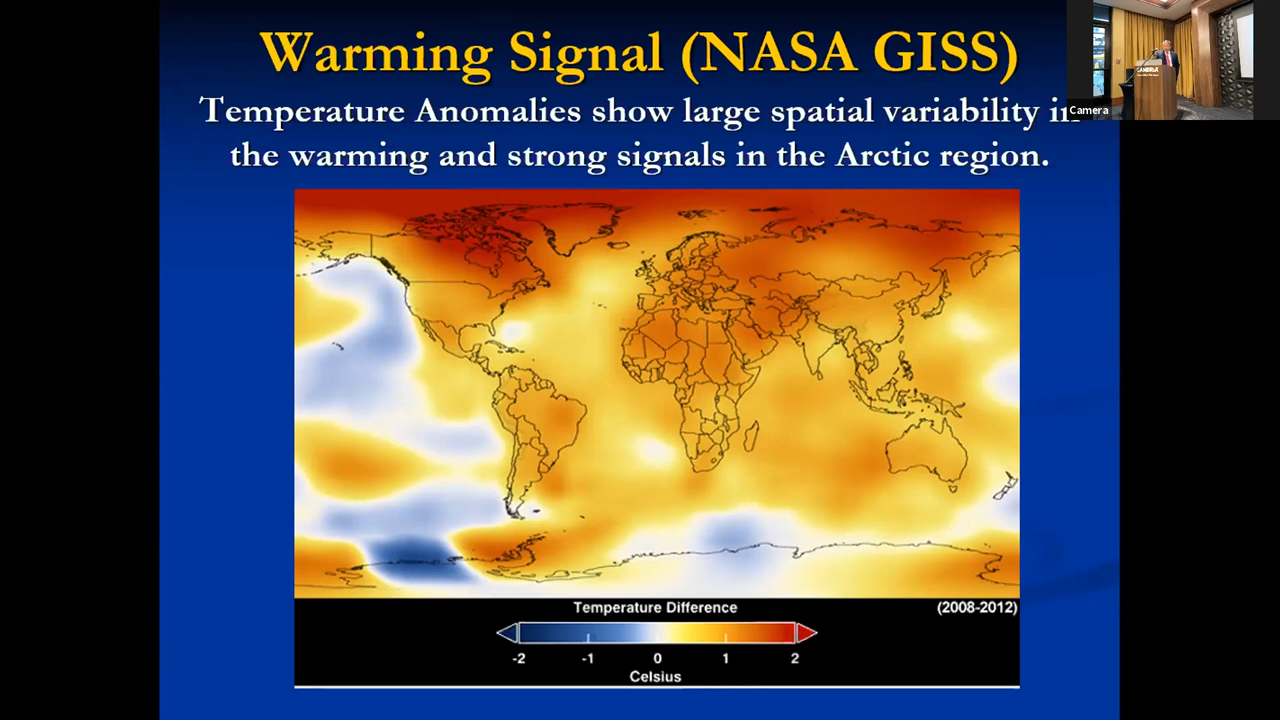 Warming Signal (NASA GISS)
Temperature Anomalies show large spatial variability in
the warming and strong signals in the Arctic region.
Camera
Temperature Difference
(2008-2012)
-2 -1 0 1 2
Celsius